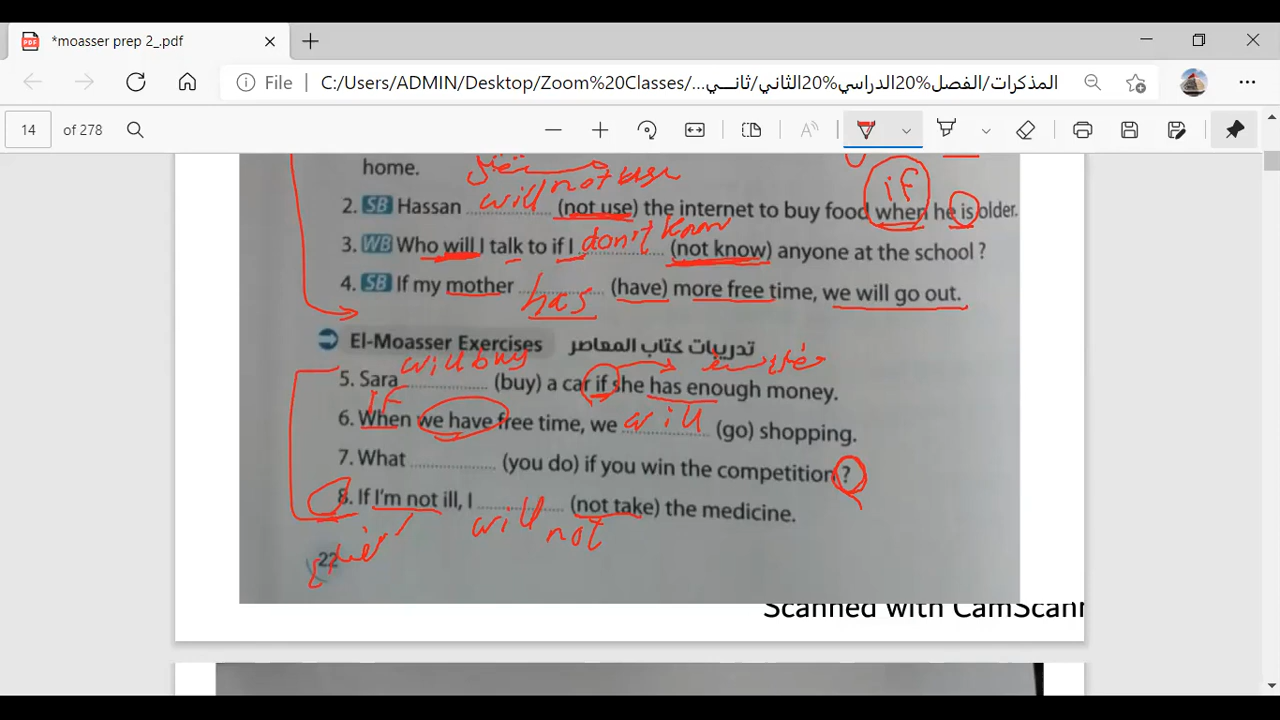 *moasser prep 2_.pdf
File C:/Users/ADMIN/Desktop/Zoom%20Classes/المذكرات/الفصل%20الدراسي%20الثاني/ثانـــي...
14 of 278
home.
will not use
if
2. SB Hassan ............ (not use) the internet to buy food when he is older.
don't know
3. WB Who will I talk to if I ............ (not know) anyone at the school ?
4. SB If my mother ............ (have) more free time, we will go out.
has
El-Moasser Exercises تدريبات كتاب المعاصر
will buy
5. Sara ............ (buy) a car if she has enough money.
If will
6. When we have free time, we ............ (go) shopping.
7. What ............ (you do) if you win the competition ?
8. If I'm not ill, I ............ (not take) the medicine.
will not
22
Scanned with CamScann